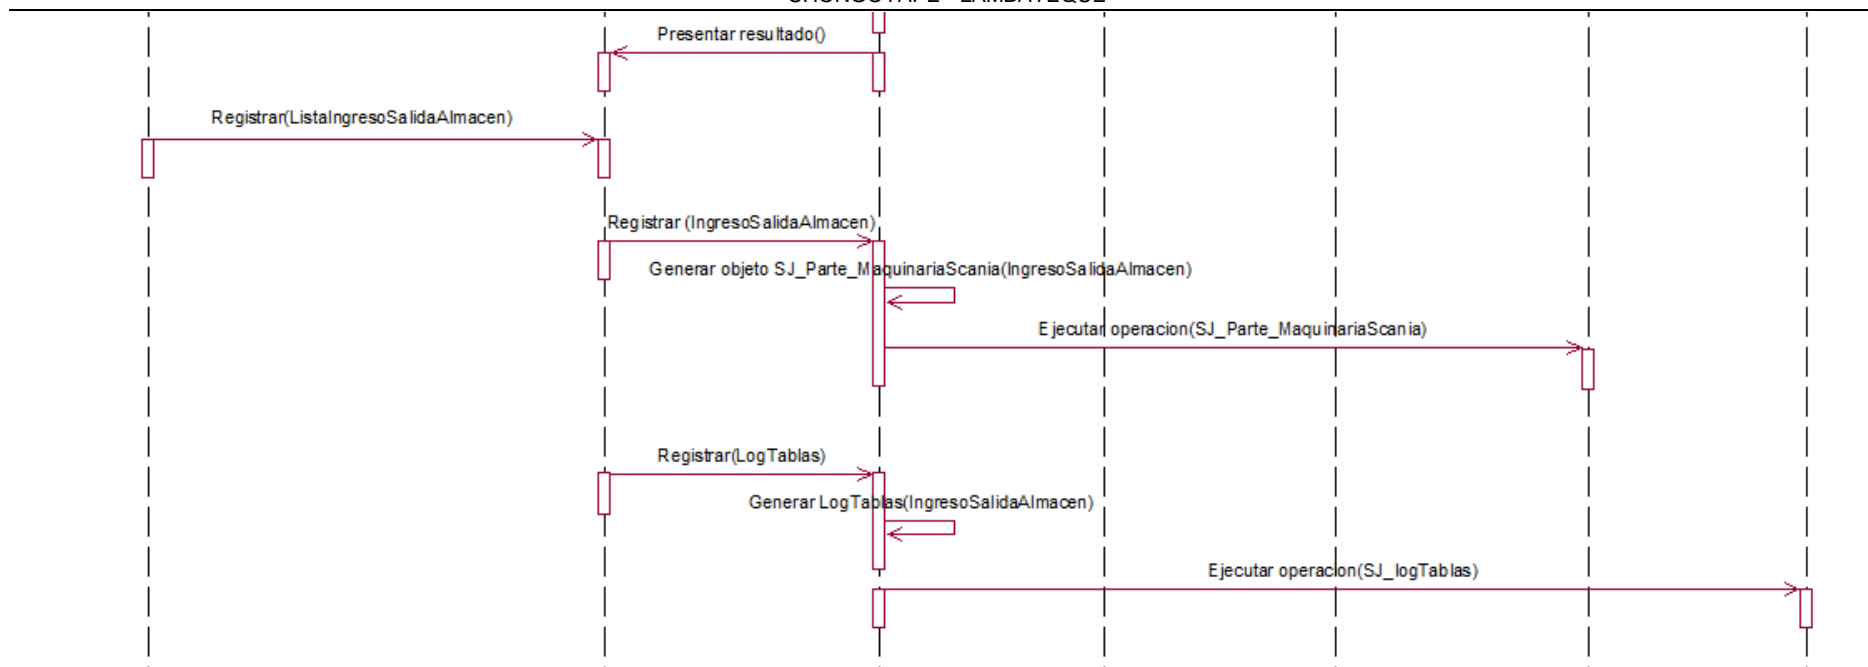 Presentar resultado()
Registrar(ListaIngresoSalidaAlmacen)
Registrar (IngresoSalidaAlmacen)
Generar objeto SJ_Parte_MaquinariaScania(IngresoSalidaAlmacen)
Ejecutar operacion(SJ_Parte_MaquinariaScania)
Registrar(LogTablas)
Generar LogTablas(IngresoSalidaAlmacen)
Ejecutar operacion(SJ_logTablas)